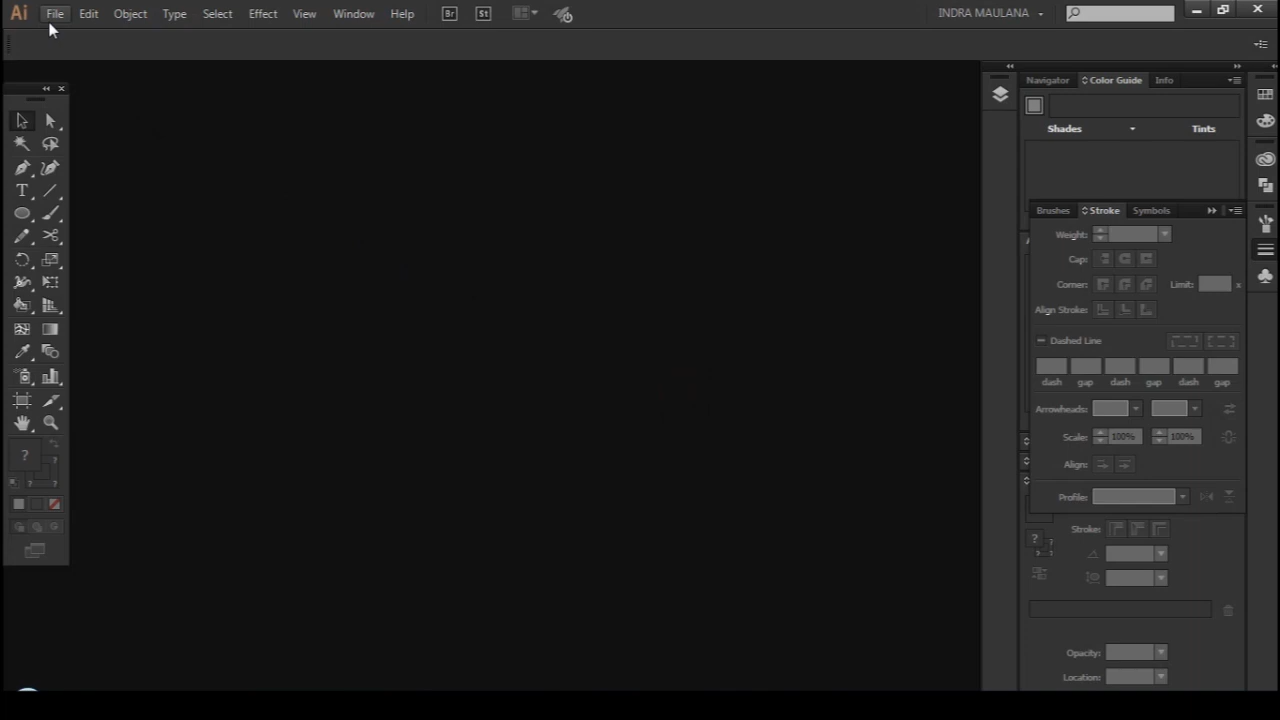 Ai File Edit Object Type Select Effect View Window Help Br St INDRA MAULANA
Navigator Color Guide Info
Shades Tints
Brushes Stroke Symbols
Weight:
Cap:
Corner: Limit: x
Align Stroke:
Dashed Line
dash gap dash gap dash gap
Arrowheads:
Scale: 100% 100%
Align:
Profile:
Stroke:
Opacity:
Location:
T
?
?
?
?
?
?
?